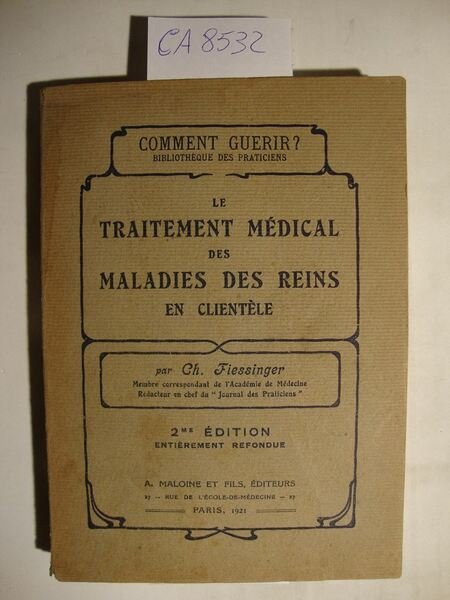 CA 8532
COMMENT GUERIR?
BIBLIOTHÈQUE DES PRATICIENS
LE
TRAITEMENT MÉDICAL
DES
MALADIES DES REINS
EN CLIENTÈLE
par Ch. Fiessinger
Membre correspondant de l'Académie de Médecine
Rédacteur en chef du "Journal des Praticiens"
2ME ÉDITION
ENTIÈREMENT REFONDUE
A. MALOINE ET FILS, ÉDITEURS
27 - RUE DE L'ÉCOLE-DE-MÉDECINE - 27
PARIS, 1921